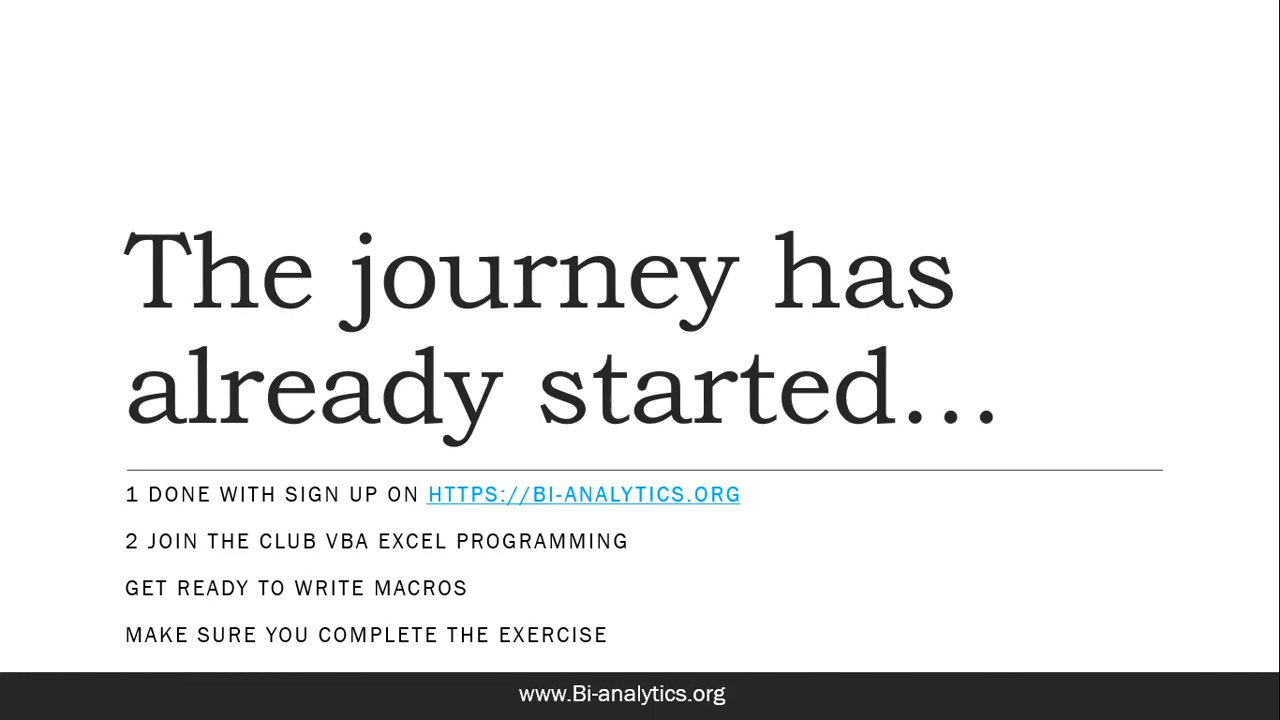 The journey has
already started...
1 DONE WITH SIGN UP ON HTTPS://BI-ANALYTICS.ORG
2 JOIN THE CLUB VBA EXCEL PROGRAMMING
GET READY TO WRITE MACROS
MAKE SURE YOU COMPLETE THE EXERCISE
www.Bi-analytics.org